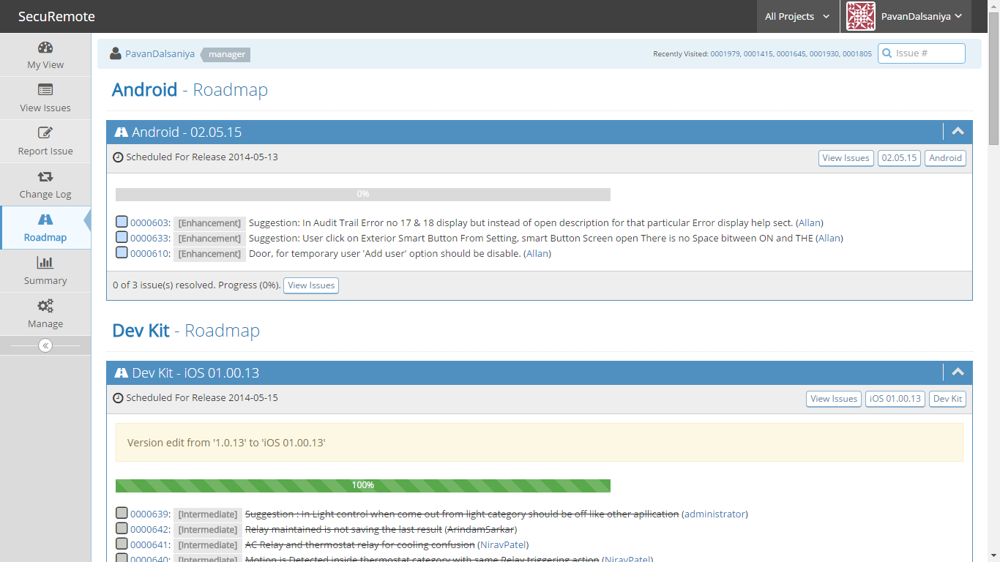 SecuRemote
All Projects
PavanDalsaniya
My View
View Issues
Report Issue
Change Log
Roadmap
Summary
Manage
PavanDalsaniya manager
Recently Visited: 0001979, 0001415, 0001645, 0001930, 0001805
Issue #
Android - Roadmap
Android - 02.05.15
Scheduled For Release 2014-05-13
View Issues 02.05.15 Android
0%
0000603: [Enhancement] Suggestion: In Audit Trail Error no 17 & 18 display but instead of open description for that particular Error display help sect. (Allan)
0000633: [Enhancement] Suggestion: User click on Exterior Smart Button From Setting, smart Button Screen open There is no Space bitween ON and THE (Allan)
0000610: [Enhancement] Door, for temporary user 'Add user' option should be disable. (Allan)
0 of 3 issue(s) resolved. Progress (0%). View Issues
Dev Kit - Roadmap
Dev Kit - iOS 01.00.13
Scheduled For Release 2014-05-15
View Issues iOS 01.00.13 Dev Kit
Version edit from '1.0.13' to 'iOS 01.00.13'
100%
0000639: [Intermediate] Suggestion : In Light control when come out from light category should be off like other apllication (administrator)
0000642: [Intermediate] Relay maintained is not saving the last result (ArindamSarkar)
0000641: [Intermediate] AC Relay and thermostat relay for cooling confusion (NiravPatel)
0000640: [Intermediate] Motion is Detected inside thermostat category with same Relay triggering action (NiravPatel)